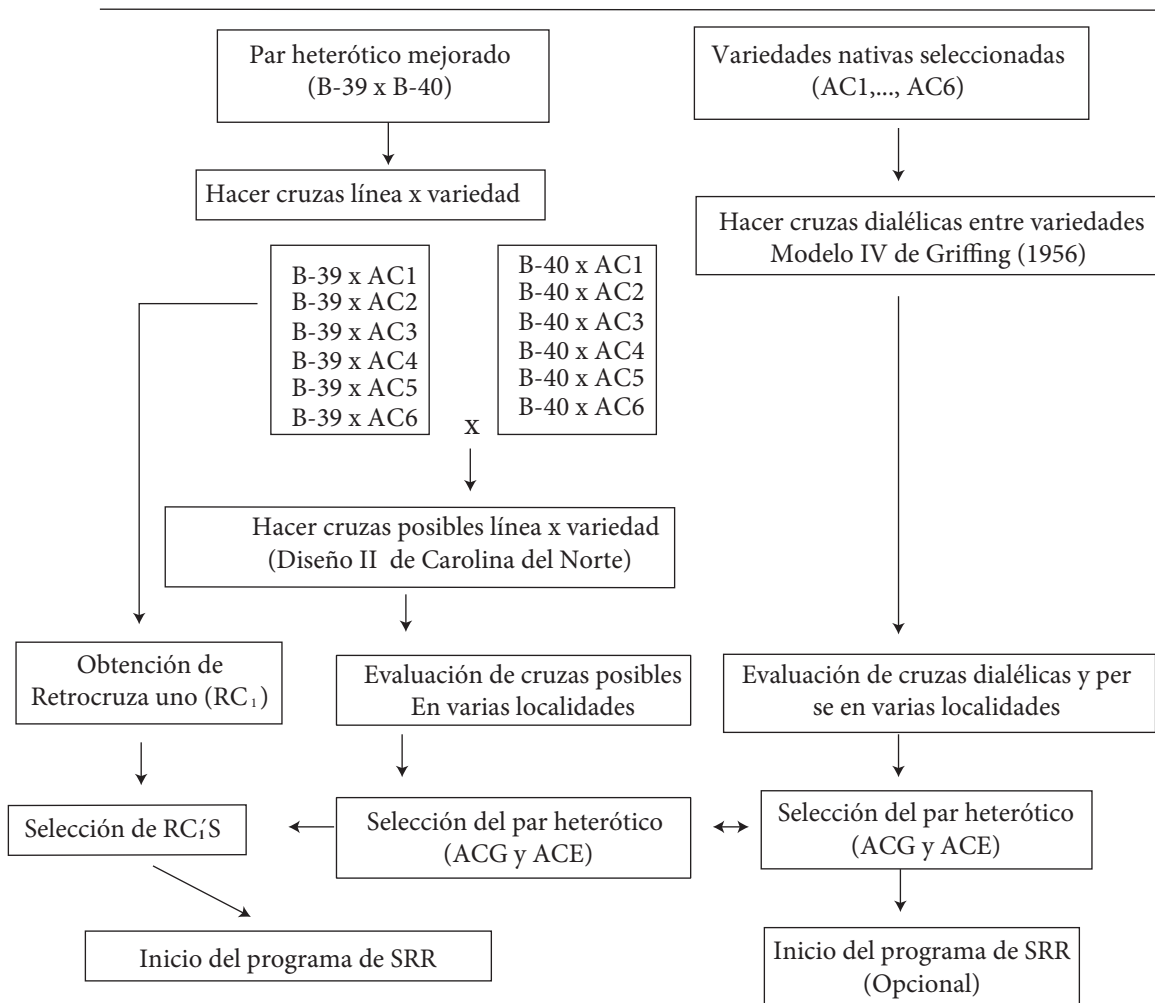 Par heterótico mejorado
(B-39 x B-40)
Variedades nativas seleccionadas
(AC1,..., AC6)
Hacer cruzas línea x variedad
Hacer cruzas dialélicas entre variedades
Modelo IV de Griffing (1956)
B-39 x AC1
B-39 x AC2
B-39 x AC3
B-39 x AC4
B-39 x AC5
B-39 x AC6
x
B-40 x AC1
B-40 x AC2
B-40 x AC3
B-40 x AC4
B-40 x AC5
B-40 x AC6
Hacer cruzas posibles línea x variedad
(Diseño II de Carolina del Norte)
Obtención de
Retrocruza uno (RC₁)
Evaluación de cruzas posibles
En varias localidades
Evaluación de cruzas dialélicas y per
se en varias localidades
Selección de RC₁´S
Selección del par heterótico
(ACG y ACE)
Selección del par heterótico
(ACG y ACE)
Inicio del programa de SRR
Inicio del programa de SRR
(Opcional)